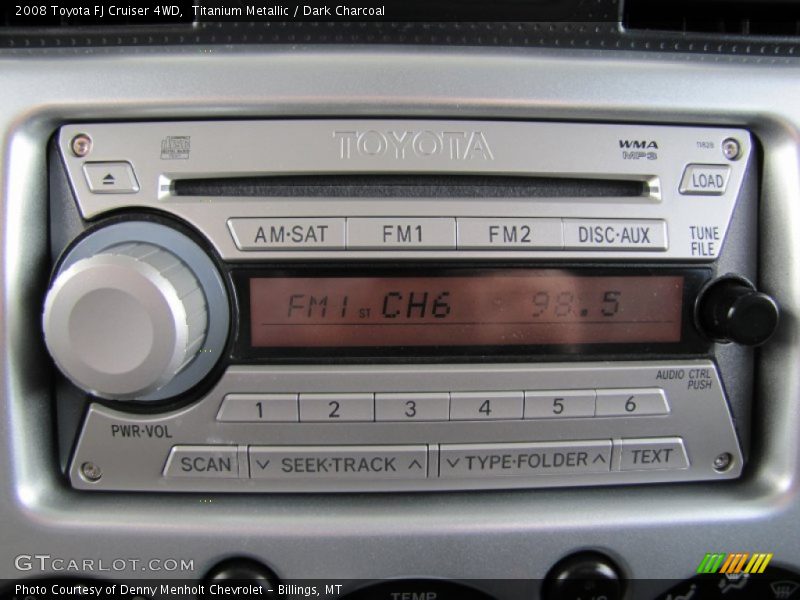 2008 Toyota FJ Cruiser 4WD,  Titanium Metallic / Dark Charcoal
TOYOTA
WMA
MP3
11828
LOAD
AM·SAT FM1 FM2 DISC·AUX
TUNE
FILE
FM1 ST CH6 98.5
AUDIO CTRL
PUSH
1 2 3 4 5 6
PWR·VOL
SCAN SEEK·TRACK TYPE·FOLDER TEXT
GTCARLOT.COM
TEMP
Photo Courtesy of Denny Menholt Chevrolet – Billings, MT